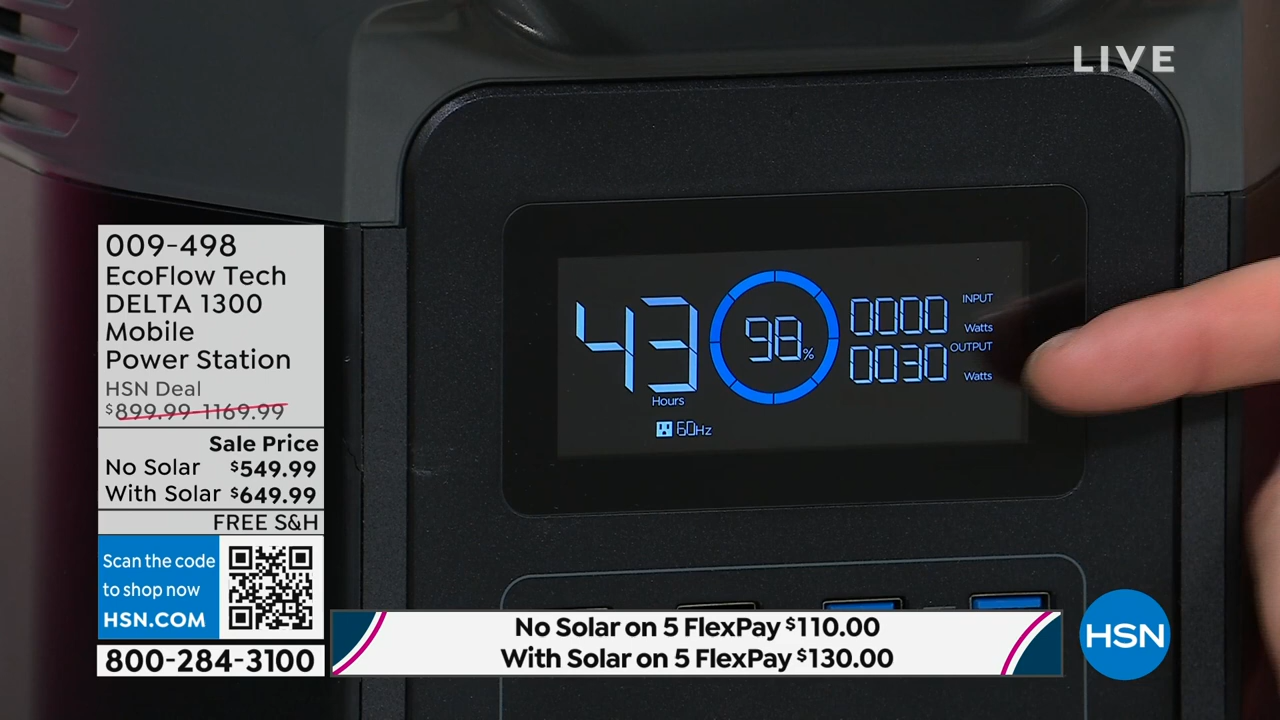 LIVE
009-498
EcoFlow Tech
DELTA 1300
Mobile
Power Station
HSN Deal
$899.99-1169.99
Sale Price
No Solar $549.99
With Solar $649.99
FREE S&H
Scan the code
to shop now
HSN.COM
800-284-3100
43
Hours
60Hz
98%
0000 INPUT
Watts
0030 OUTPUT
Watts
No Solar on 5 FlexPay $110.00
With Solar on 5 FlexPay $130.00
HSN